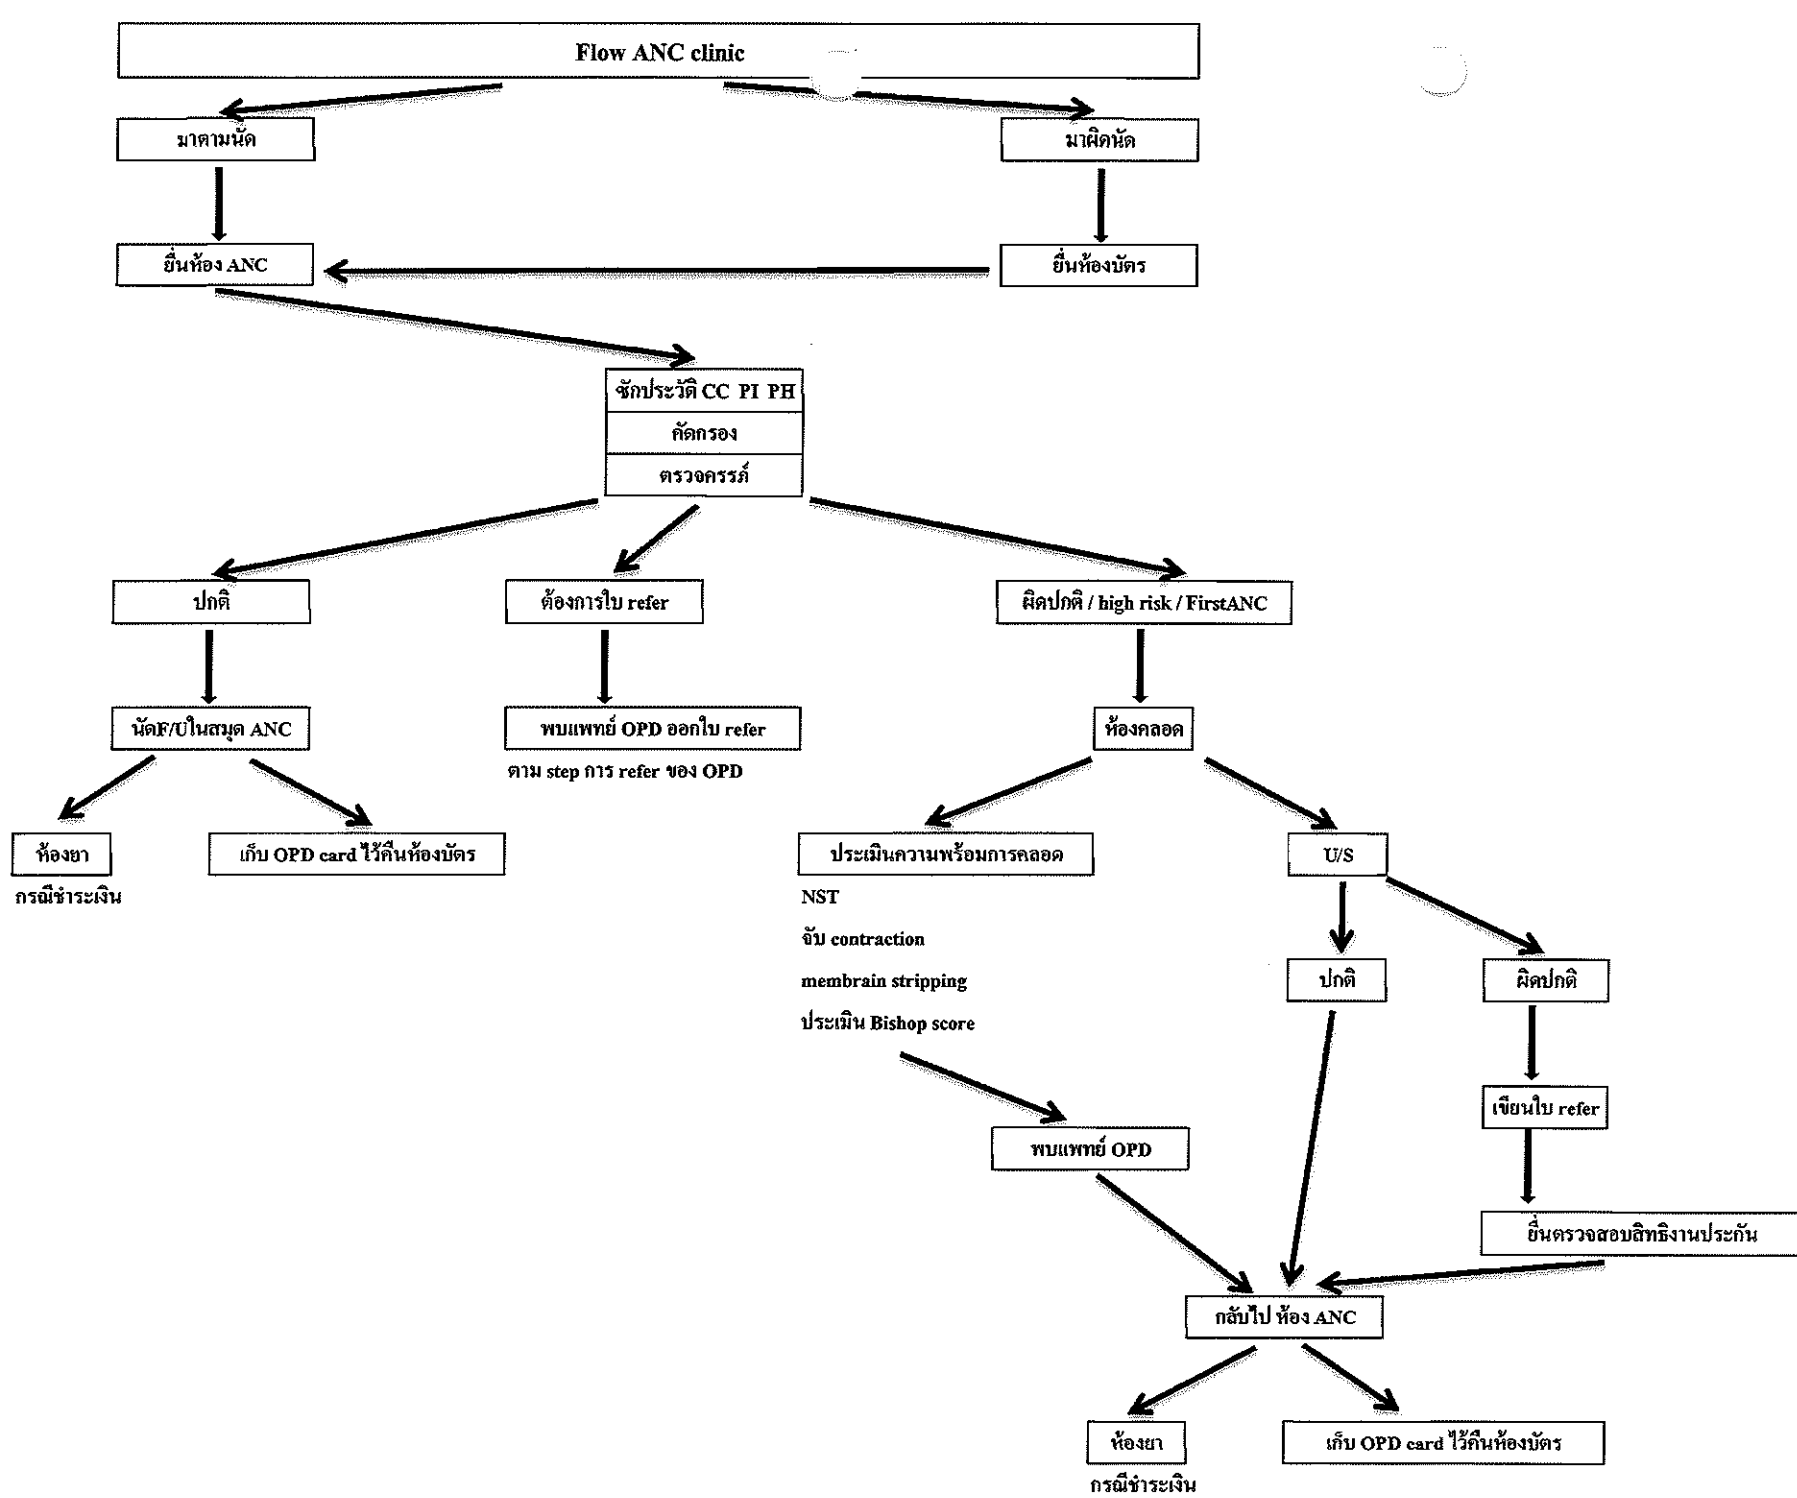 Flow ANC clinic
มาตามนัด
มาผิดนัด
ยื่นห้อง ANC
ยื่นห้องบัตร
ซักประวัติ CC PI PH
คัดกรอง
ตรวจครรภ์
ปกติ
ต้องการใบ refer
ผิดปกติ / high risk / FirstANC
นัดF/Uในสมุด ANC
พบแพทย์ OPD ออกใบ refer
ห้องคลอด
ตาม step การ refer ของ OPD
ห้องยา
เก็บ OPD card ไว้คืนห้องบัตร
ประเมินความพร้อมการคลอด
U/S
กรณีชำระเงิน
NST
จับ contraction
membrain stripping
ปกติ
ผิดปกติ
ประเมิน Bishop score
เขียนใบ refer
พบแพทย์ OPD
ยื่นตรวจสอบสิทธิงานประกัน
กลับไป ห้อง ANC
ห้องยา
เก็บ OPD card ไว้คืนห้องบัตร
กรณีชำระเงิน